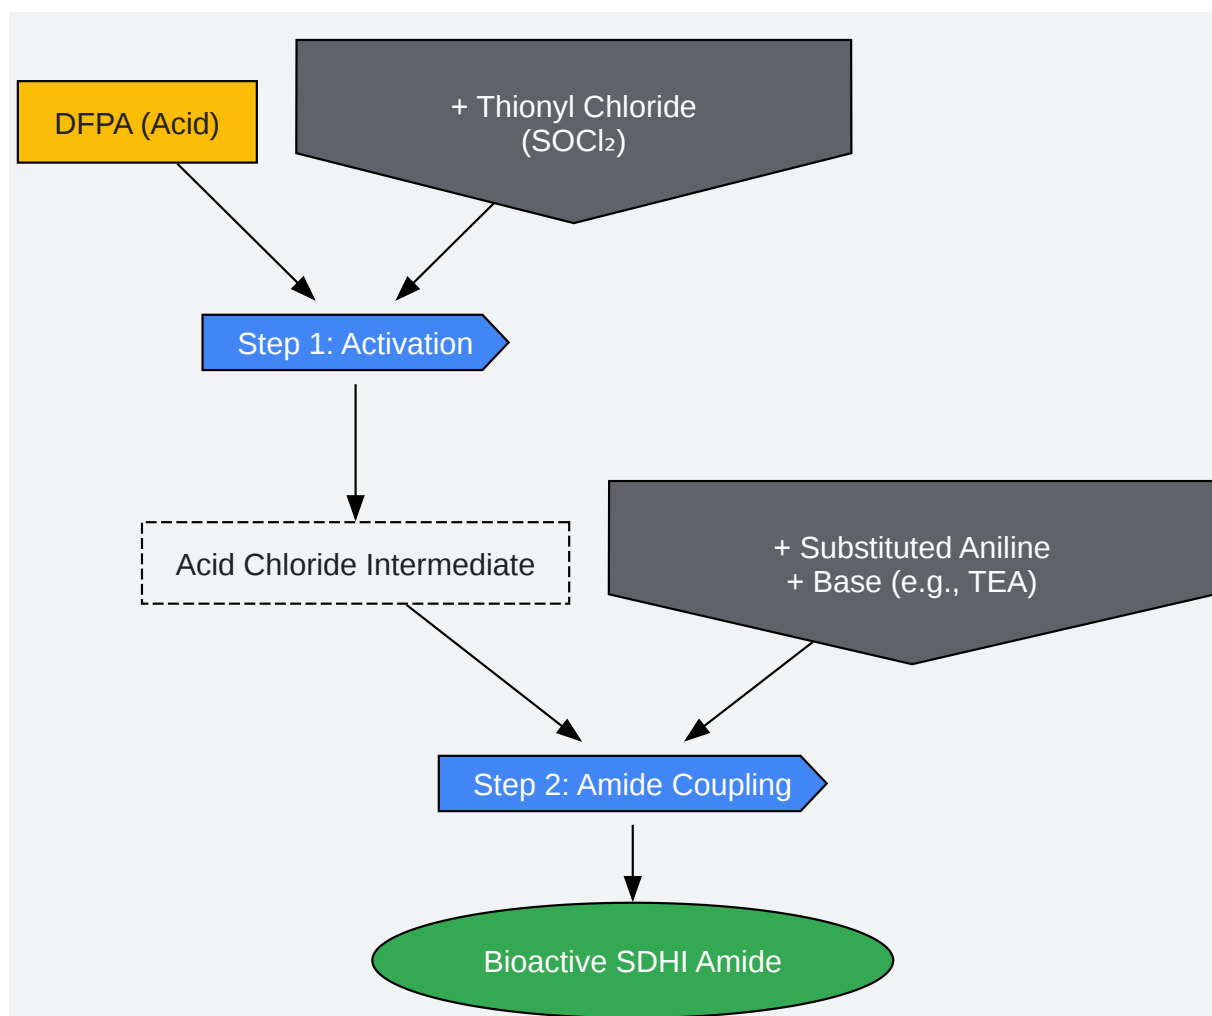 DFPA (Acid)
+ Thionyl Chloride
(SOCl₂)
Step 1: Activation
Acid Chloride Intermediate
+ Substituted Aniline
+ Base (e.g., TEA)
Step 2: Amide Coupling
Bioactive SDHI Amide